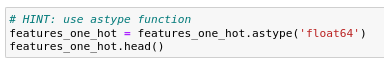 # HINT: use astype function
features_one_hot = features_one_hot.astype('float64')
features_one_hot.head()